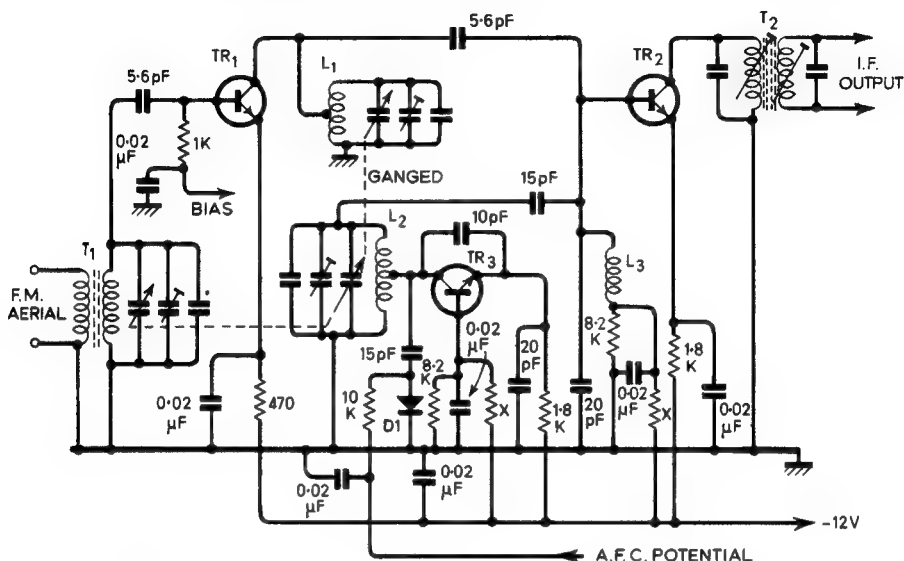 5·6pF
T₂
TR₁
L₁
TR₂
5·6pF
I.F.
OUTPUT
0·02
μF
1K
15pF
GANGED
BIAS
L₂
10pF
T₁
TR₃
L₃
F.M.
AERIAL
0·02
μF
8·2
K
15pF
8·2
K
20
pF
1·8
K
0·02
μF
470
10
K
0·02
μF
0·02
μF
D1
X
1·8
K
20
pF
X
0·02
μF
0·02
μF
-12V
A.F.C. POTENTIAL